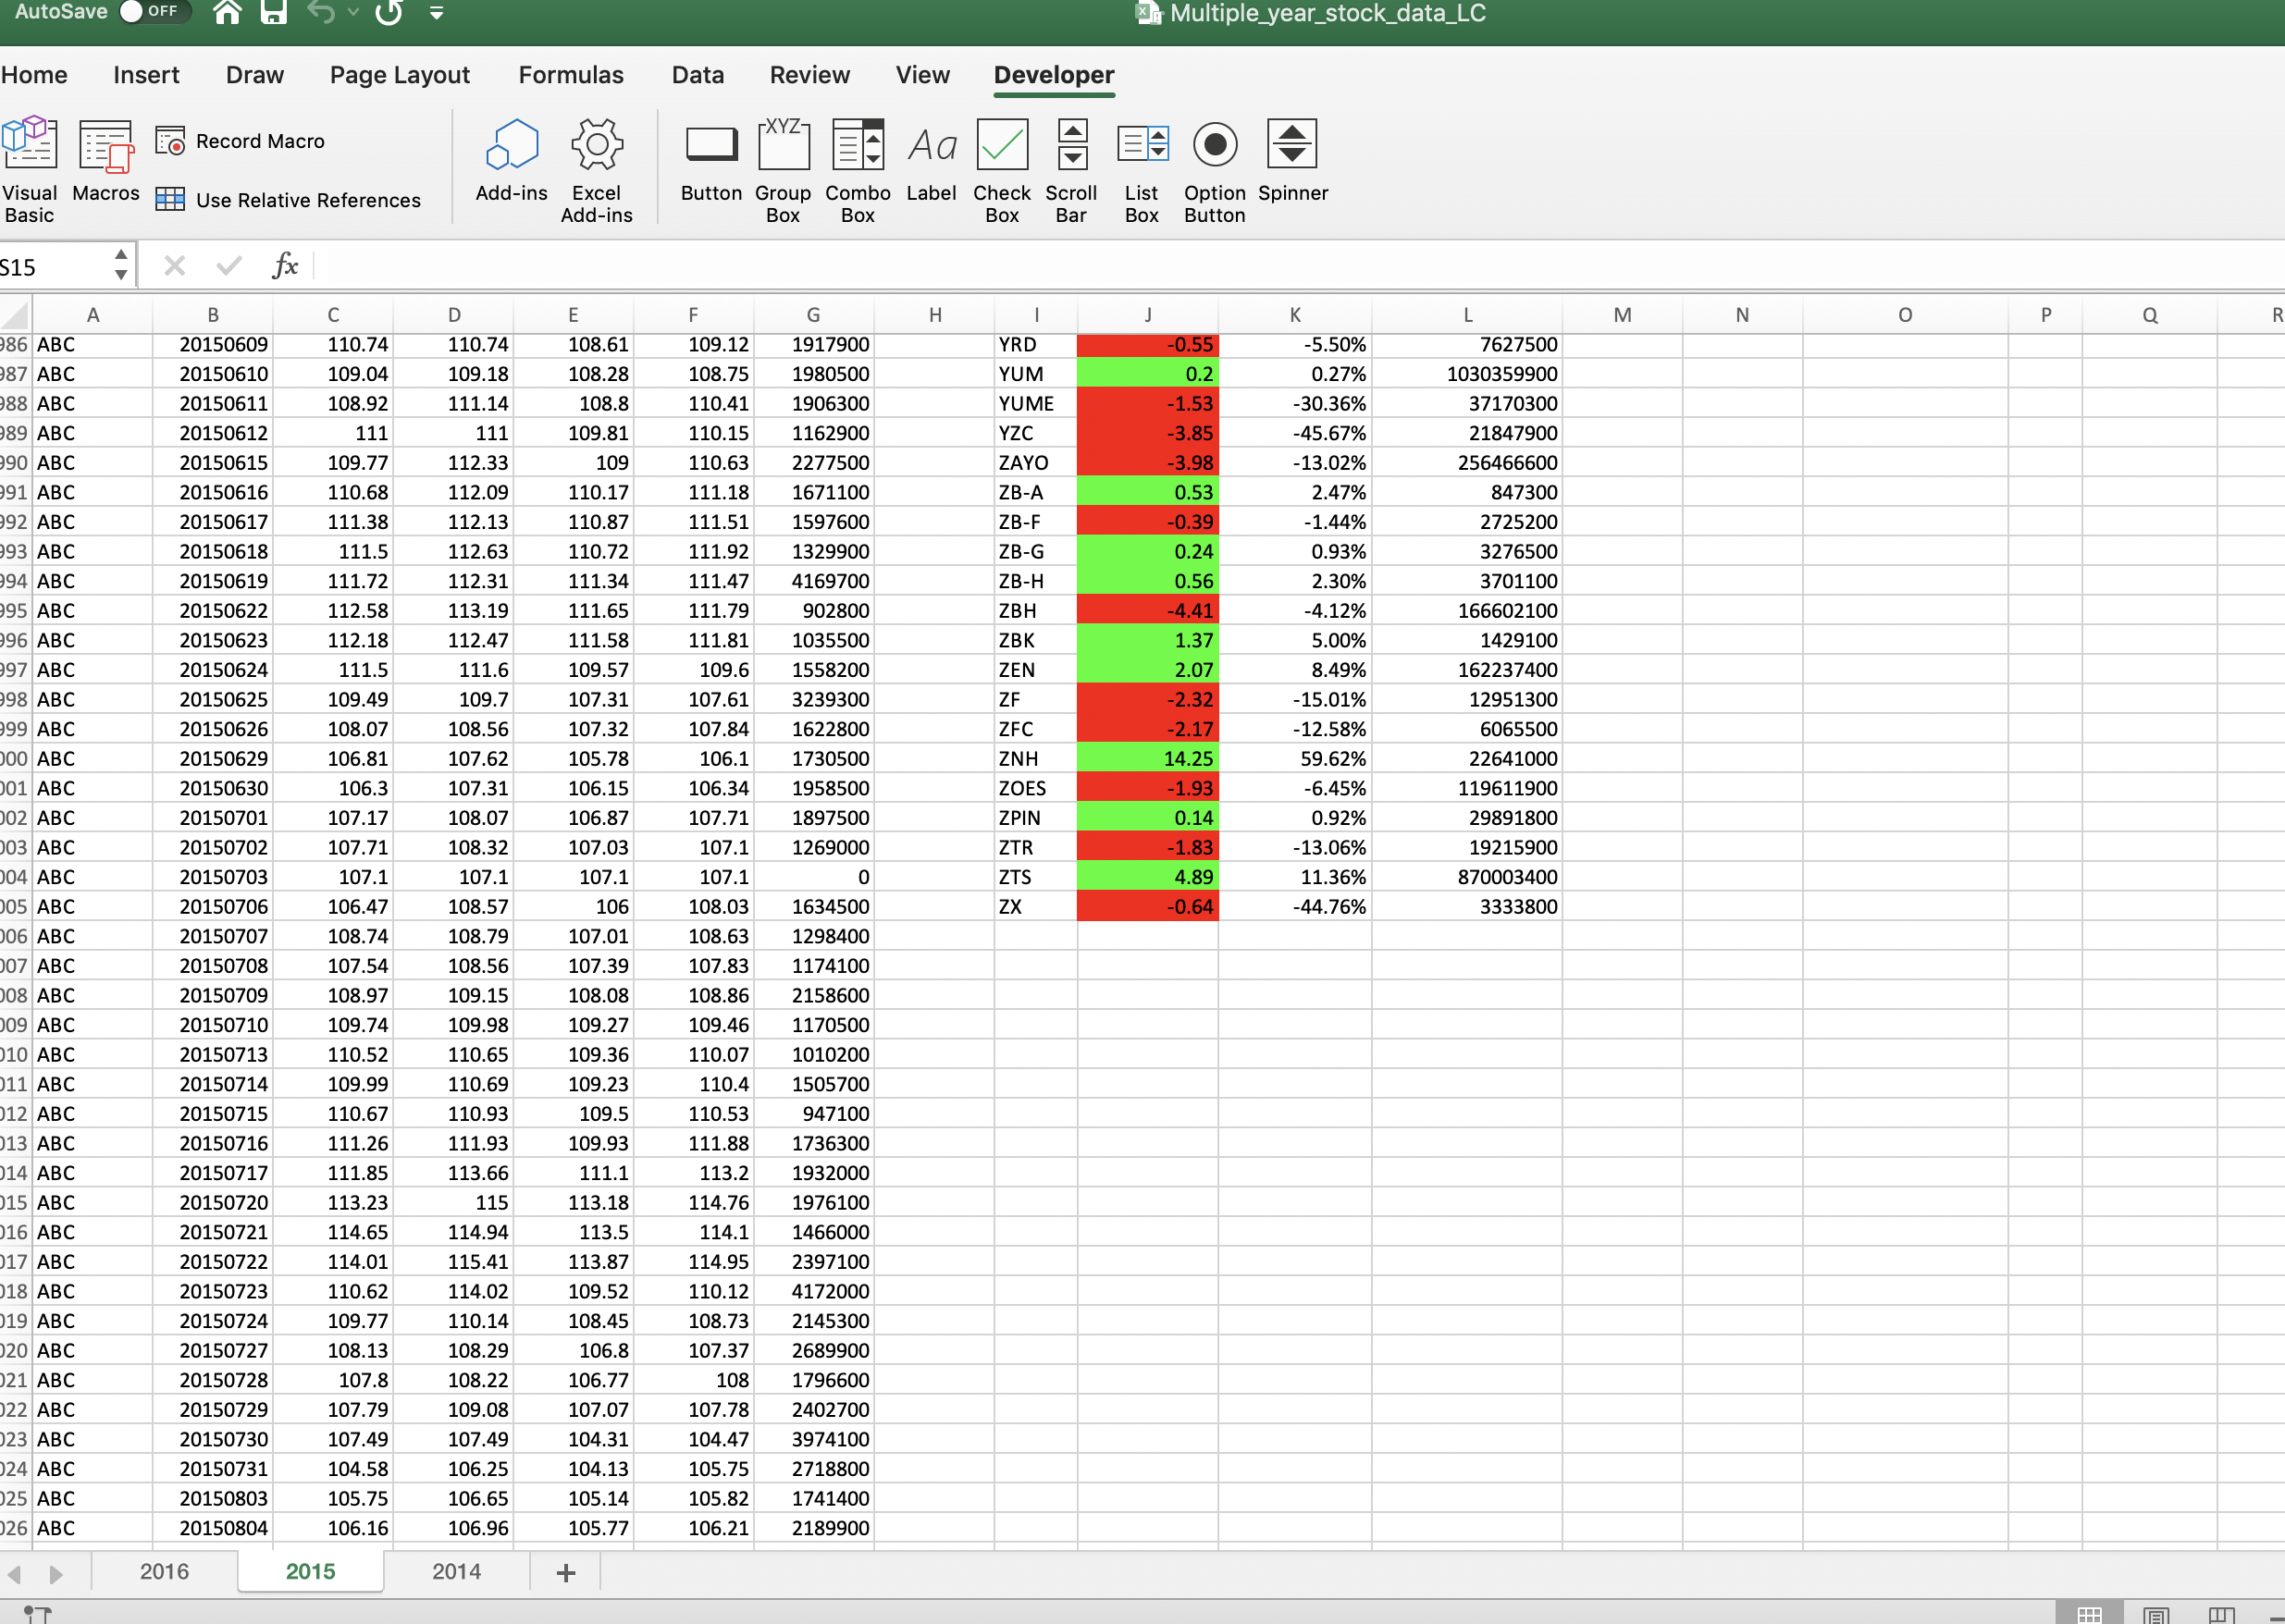 AutoSave OFF Multiple_year_stock_data_LC
Home Insert Draw Page Layout Formulas Data Review View Developer
Visual Basic Macros Record Macro Use Relative References Add-ins Excel Add-ins Button Group Box Combo Box Label Check Box Scroll Bar List Box Option Button Spinner
XYZ Aa
S15 fx
A B C D E F G H I J K L M N O P Q R
986 ABC 20150609 110.74 110.74 108.61 109.12 1917900 YRD -0.55 -5.50% 7627500
987 ABC 20150610 109.04 109.18 108.28 108.75 1980500 YUM 0.2 0.27% 1030359900
988 ABC 20150611 108.92 111.14 108.8 110.41 1906300 YUME -1.53 -30.36% 37170300
989 ABC 20150612 111 111 109.81 110.15 1162900 YZC -3.85 -45.67% 21847900
990 ABC 20150615 109.77 112.33 109 110.63 2277500 ZAYO -3.98 -13.02% 256466600
991 ABC 20150616 110.68 112.09 110.17 111.18 1671100 ZB-A 0.53 2.47% 847300
992 ABC 20150617 111.38 112.13 110.87 111.51 1597600 ZB-F -0.39 -1.44% 2725200
993 ABC 20150618 111.5 112.63 110.72 111.92 1329900 ZB-G 0.24 0.93% 3276500
994 ABC 20150619 111.72 112.31 111.34 111.47 4169700 ZB-H 0.56 2.30% 3701100
995 ABC 20150622 112.58 113.19 111.65 111.79 902800 ZBH -4.41 -4.12% 166602100
996 ABC 20150623 112.18 112.47 111.58 111.81 1035500 ZBK 1.37 5.00% 1429100
997 ABC 20150624 111.5 111.6 109.57 109.6 1558200 ZEN 2.07 8.49% 162237400
998 ABC 20150625 109.49 109.7 107.31 107.61 3239300 ZF -2.32 -15.01% 12951300
999 ABC 20150626 108.07 108.56 107.32 107.84 1622800 ZFC -2.17 -12.58% 6065500
000 ABC 20150629 106.81 107.62 105.78 106.1 1730500 ZNH 14.25 59.62% 22641000
001 ABC 20150630 106.3 107.31 106.15 106.34 1958500 ZOES -1.93 -6.45% 119611900
002 ABC 20150701 107.17 108.07 106.87 107.71 1897500 ZPIN 0.14 0.92% 29891800
003 ABC 20150702 107.71 108.32 107.03 107.1 1269000 ZTR -1.83 -13.06% 19215900
004 ABC 20150703 107.1 107.1 107.1 107.1 0 ZTS 4.89 11.36% 870003400
005 ABC 20150706 106.47 108.57 106 108.03 1634500 ZX -0.64 -44.76% 3333800
006 ABC 20150707 108.74 108.79 107.01 108.63 1298400
007 ABC 20150708 107.54 108.56 107.39 107.83 1174100
008 ABC 20150709 108.97 109.15 108.08 108.86 2158600
009 ABC 20150710 109.74 109.98 109.27 109.46 1170500
010 ABC 20150713 110.52 110.65 109.36 110.07 1010200
011 ABC 20150714 109.99 110.69 109.23 110.4 1505700
012 ABC 20150715 110.67 110.93 109.5 110.53 947100
013 ABC 20150716 111.26 111.93 109.93 111.88 1736300
014 ABC 20150717 111.85 113.66 111.1 113.2 1932000
015 ABC 20150720 113.23 115 113.18 114.76 1976100
016 ABC 20150721 114.65 114.94 113.5 114.1 1466000
017 ABC 20150722 114.01 115.41 113.87 114.95 2397100
018 ABC 20150723 110.62 114.02 109.52 110.12 4172000
019 ABC 20150724 109.77 110.14 108.45 108.73 2145300
020 ABC 20150727 108.13 108.29 106.8 107.37 2689900
021 ABC 20150728 107.8 108.22 106.77 108 1796600
022 ABC 20150729 107.79 109.08 107.07 107.78 2402700
023 ABC 20150730 107.49 107.49 104.31 104.47 3974100
024 ABC 20150731 104.58 106.25 104.13 105.75 2718800
025 ABC 20150803 105.75 106.65 105.14 105.82 1741400
026 ABC 20150804 106.16 106.96 105.77 106.21 2189900
2016 2015 2014 +